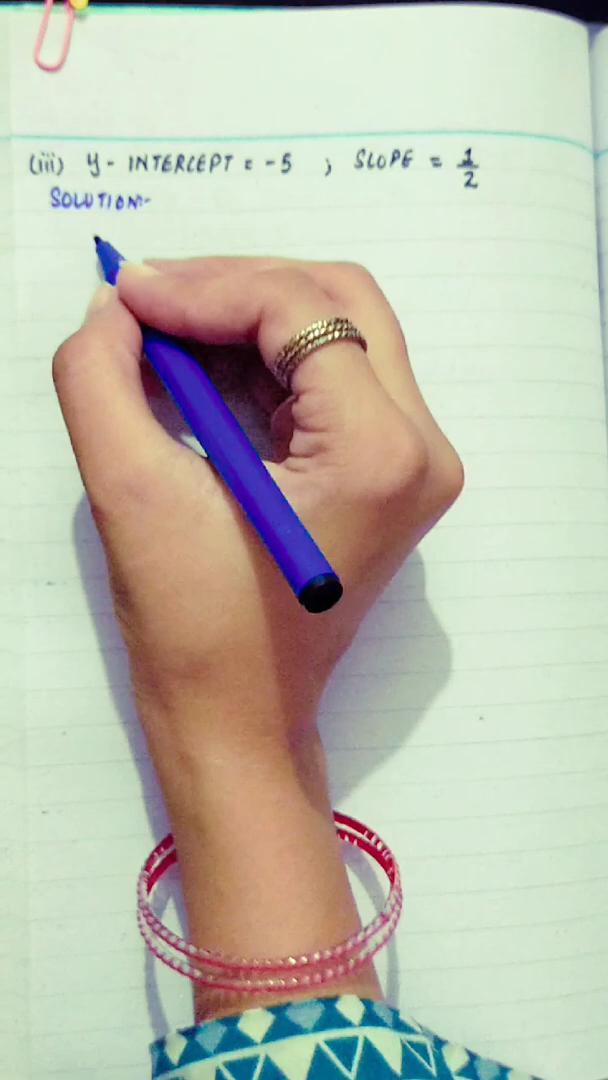 (iii) y - INTERCEPT = -5 ; SLOPE = 1/2
SOLUTION:-